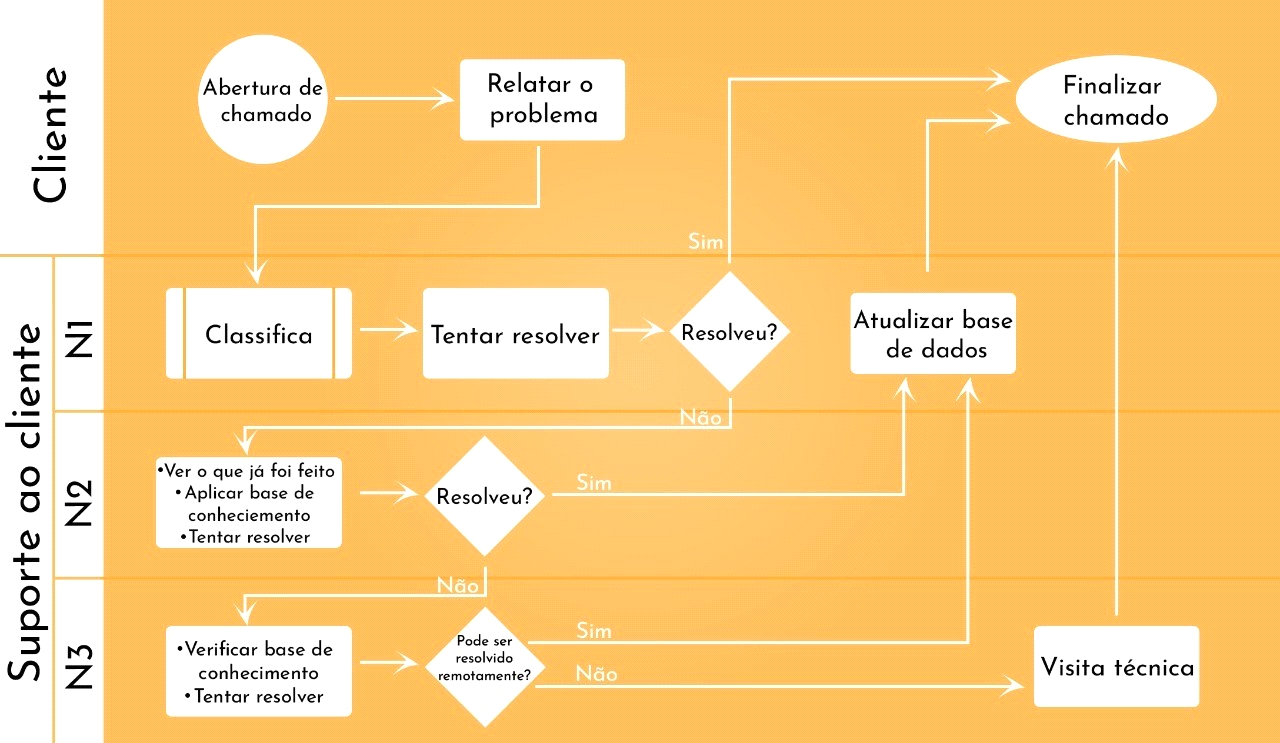 Cliente
Abertura de
chamado
Relatar o
problema
Finalizar
chamado
Suporte ao cliente
N1
Classifica
Tentar resolver
Sim
Resolveu?
Não
Atualizar base
de dados
N2
•Ver o que já foi feito
•Aplicar base de
conheciemento
•Tentar resolver
Resolveu?
Sim
Não
N3
•Verificar base de
conhecimento
•Tentar resolver
Pode ser
resolvido
remotamente?
Sim
Não
Visita técnica